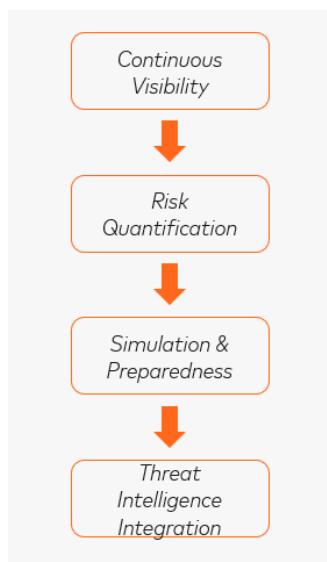 Continuous
Visibility
Risk
Quantification
Simulation &
Preparedness
Threat
Intelligence
Integration